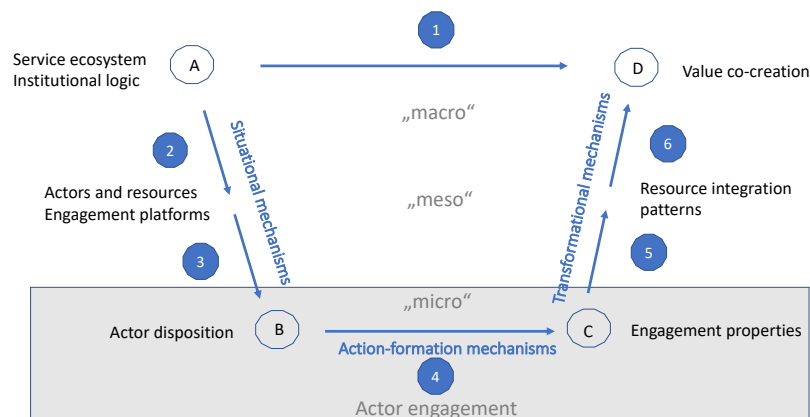 1
Service ecosystem
Institutional logic
A
D
Value co-creation
„macro“
2
Situational mechanisms
6
Transformational mechanisms
Actors and resources
Engagement platforms
„meso“
Resource integration
patterns
3
5
„micro“
Actor disposition
B
C
Engagement properties
Action-formation mechanisms
4
Actor engagement